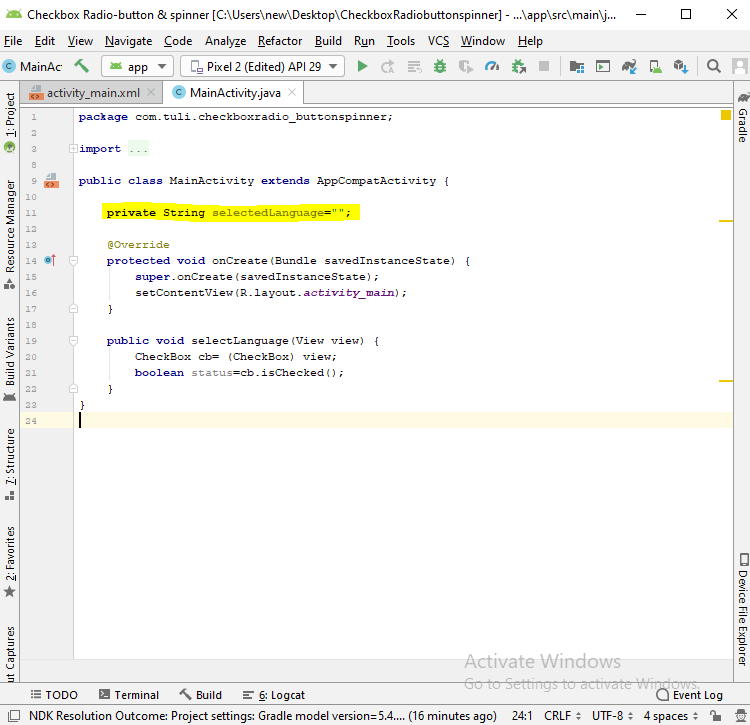 Checkbox Radio-button & spinner [C:\Users\new\Desktop\CheckboxRadiobuttonspinner] - ...\app\src\main\j...
File Edit View Navigate Code Analyze Refactor Build Run Tools VCS Window Help
MainAc app Pixel 2 (Edited) API 29
activity_main.xml MainActivity.java
1 package com.tuli.checkboxradio_buttonspinner;
2
3 import ...
8
9 public class MainActivity extends AppCompatActivity {
10
11 private String selectedLanguage="";
12
13 @Override
14 protected void onCreate(Bundle savedInstanceState) {
15 super.onCreate(savedInstanceState);
16 setContentView(R.layout.activity_main);
17 }
18
19 public void selectLanguage(View view) {
20 CheckBox cb= (CheckBox) view;
21 boolean status=cb.isChecked();
22 }
23 }
24
1: Project
Resource Manager
Build Variants
7: Structure
2: Favorites
ut Captures
Gradle
Device File Explorer
Activate Windows
Go to Settings to activate Windows.
TODO Terminal Build 6: Logcat Event Log
NDK Resolution Outcome: Project settings: Gradle model version=5.4.... (16 minutes ago) 24:1 CRLF UTF-8 4 spaces